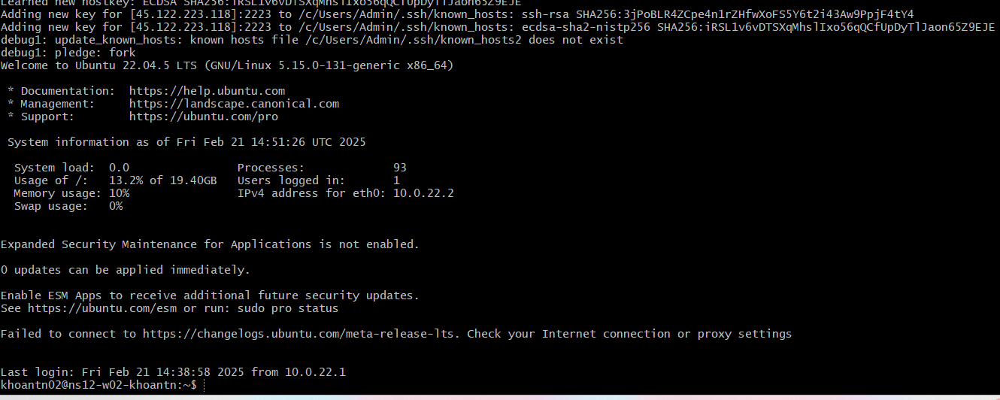 Learned new hostkey: ECDSA SHA256:iRSL1v6vDTSXqMhslIxo56qQCfUpDyTlJaon65Z9EJE
Adding new key for [45.122.223.118]:2223 to /c/Users/Admin/.ssh/known_hosts: ssh-rsa SHA256:3jPoBLR4ZCpe4n1rZHfwXoFS5Y6t2i43Aw9PpjF4tY4
Adding new key for [45.122.223.118]:2223 to /c/Users/Admin/.ssh/known_hosts: ecdsa-sha2-nistp256 SHA256:iRSL1v6vDTSXqMhslIxo56qQCfUpDyTlJaon65Z9EJE
debug1: update_known_hosts: known hosts file /c/Users/Admin/.ssh/known_hosts2 does not exist
debug1: pledge: fork
Welcome to Ubuntu 22.04.5 LTS (GNU/Linux 5.15.0-131-generic x86_64)
* Documentation:  https://help.ubuntu.com
* Management:     https://landscape.canonical.com
* Support:        https://ubuntu.com/pro
System information as of Fri Feb 21 14:51:26 UTC 2025
System load:  0.0                Processes:             93
Usage of /:   13.2% of 19.40GB   Users logged in:       1
Memory usage: 10%                IPv4 address for eth0: 10.0.22.2
Swap usage:   0%
Expanded Security Maintenance for Applications is not enabled.
0 updates can be applied immediately.
Enable ESM Apps to receive additional future security updates.
See https://ubuntu.com/esm or run: sudo pro status
Failed to connect to https://changelogs.ubuntu.com/meta-release-lts. Check your Internet connection or proxy settings
Last login: Fri Feb 21 14:38:58 2025 from 10.0.22.1
khoantn02@ns12-w02-khoantn:~$